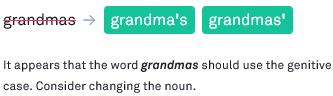 grandmas → grandma's grandmas'
It appears that the word grandmas should use the genitive
case. Consider changing the noun.